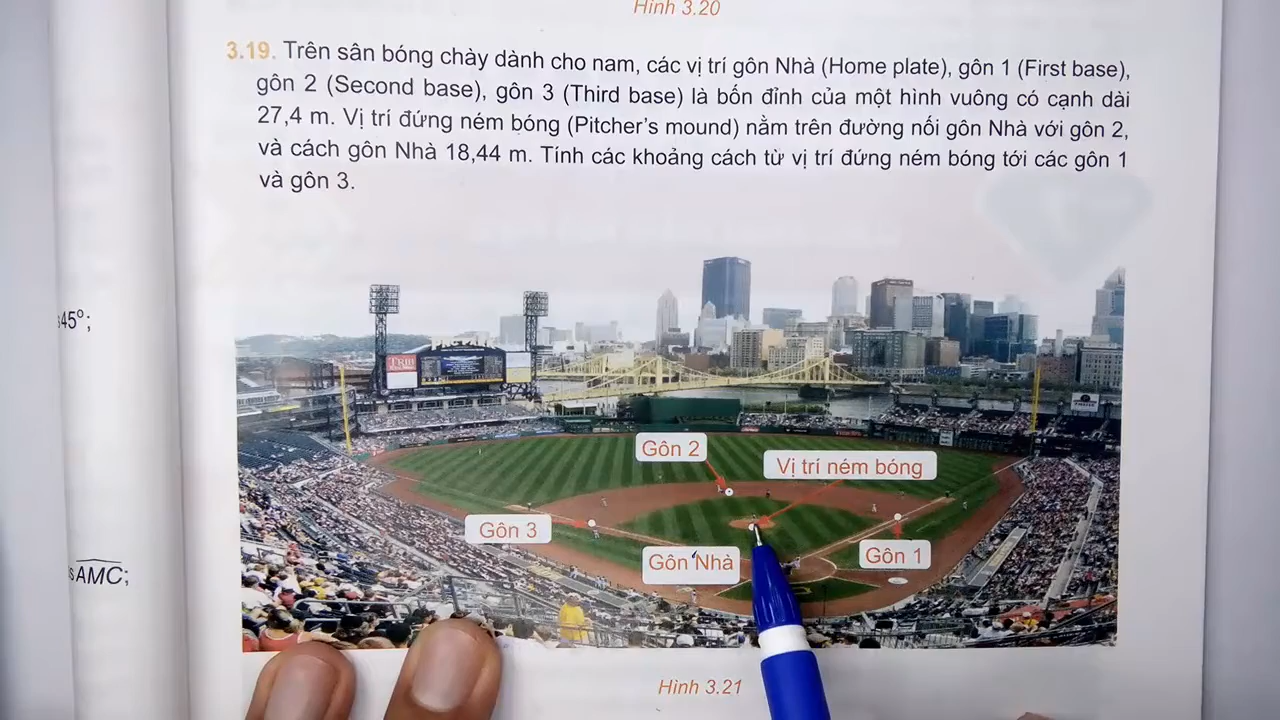 Hình 3.20
3.19. Trên sân bóng chày dành cho nam, các vị trí gôn Nhà (Home plate), gôn 1 (First base),
gôn 2 (Second base), gôn 3 (Third base) là bốn đỉnh của một hình vuông có cạnh dài
27,4 m. Vị trí đứng ném bóng (Pitcher's mound) nằm trên đường nối gôn Nhà với gôn 2,
và cách gôn Nhà 18,44 m. Tính các khoảng cách từ vị trí đứng ném bóng tới các gôn 1
và gôn 3.
45°;
AMC;
Gôn 2
Vị trí ném bóng
Gôn 3
Gôn Nhà
Gôn 1
Hình 3.21